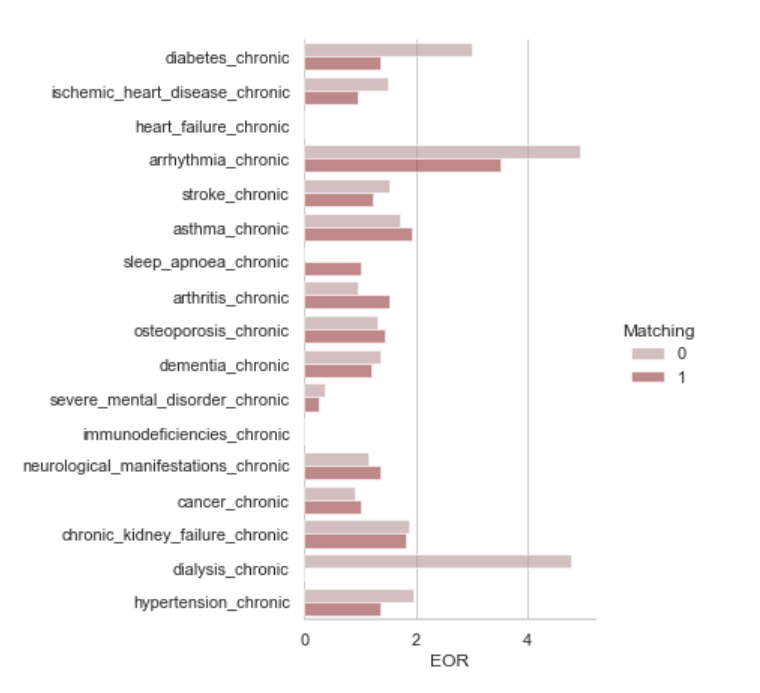 diabetes_chronic
ischemic_heart_disease_chronic
heart_failure_chronic
arrhythmia_chronic
stroke_chronic
asthma_chronic
sleep_apnoea_chronic
arthritis_chronic
osteoporosis_chronic
dementia_chronic
severe_mental_disorder_chronic
immunodeficiencies_chronic
neurological_manifestations_chronic
cancer_chronic
chronic_kidney_failure_chronic
dialysis_chronic
hypertension_chronic
0 2 4
EOR
Matching
0
1